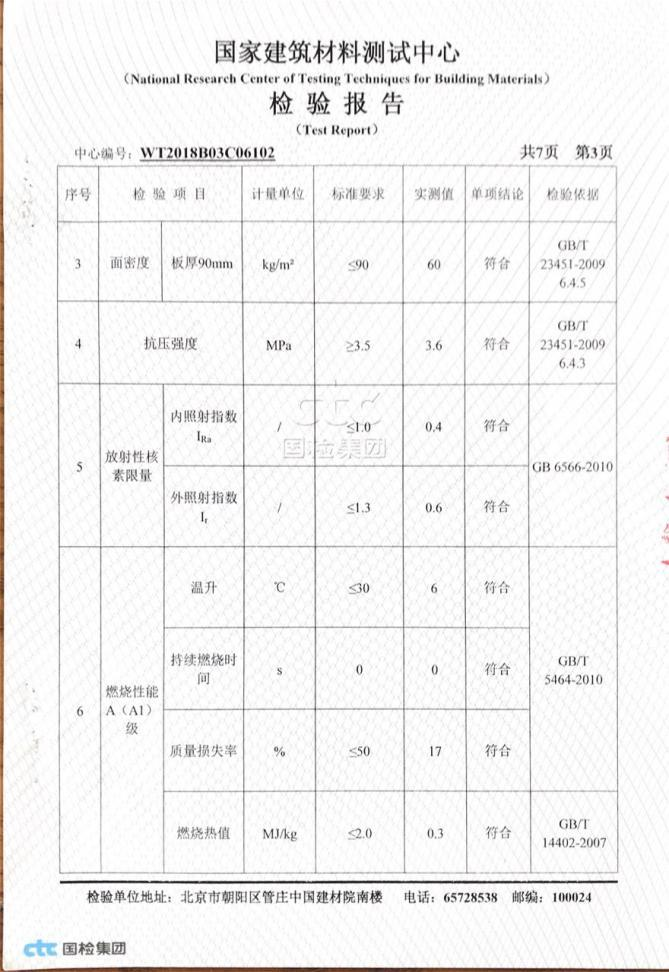 国家建筑材料测试中心
（National Research Center of Testing Techniques for Building Materials）
检 验 报 告
（Test Report）
中心编号：WT2018B03C06102 共7页 第3页
序号 检 验 项 目 计量单位 标准要求 实测值 单项结论 检验依据
3 面密度 板厚90mm kg/m² ≤90 60 符合 GB/T
23451-2009
6.4.5
4 抗压强度 MPa ≥3.5 3.6 符合 GB/T
23451-2009
6.4.3
5 放射性核
素限量
内照射指数
IRa
/ ≤1.0 0.4 符合 GB 6566-2010
外照射指数
Ir
/ ≤1.3 0.6 符合
ctc
国检集团
6 燃烧性能
A（A1）
级
温升 ℃ ≤30 6 符合 GB/T
5464-2010
持续燃烧时
间
s 0 0 符合
质量损失率 % ≤50 17 符合
燃烧热值 MJ/kg ≤2.0 0.3 符合 GB/T
14402-2007
检验单位地址：北京市朝阳区管庄中国建材院南楼 电话：65728538 邮编：100024
ctc 国检集团